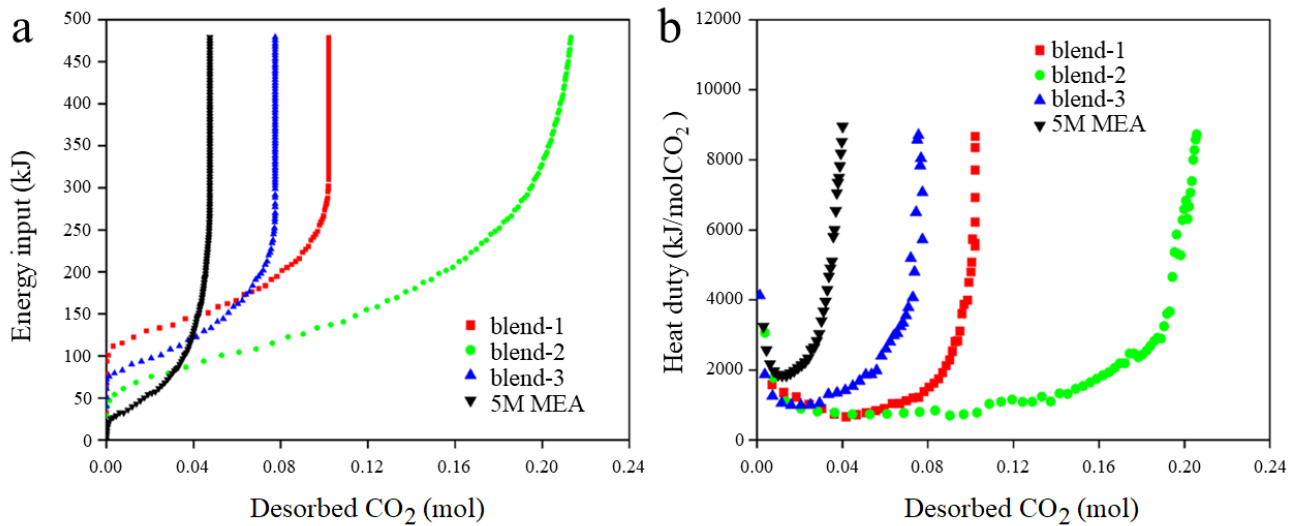 a
500
450
400
350
300
250
200
150
100
50
0
Energy input (kJ)
blend-1
blend-2
blend-3
5M MEA
0.00 0.04 0.08 0.12 0.16 0.20 0.24
Desorbed CO2 (mol)
b
12000
10000
8000
6000
4000
2000
0
Heat duty (kJ/molCO2)
blend-1
blend-2
blend-3
5M MEA
0.00 0.04 0.08 0.12 0.16 0.20 0.24
Desorbed CO2 (mol)